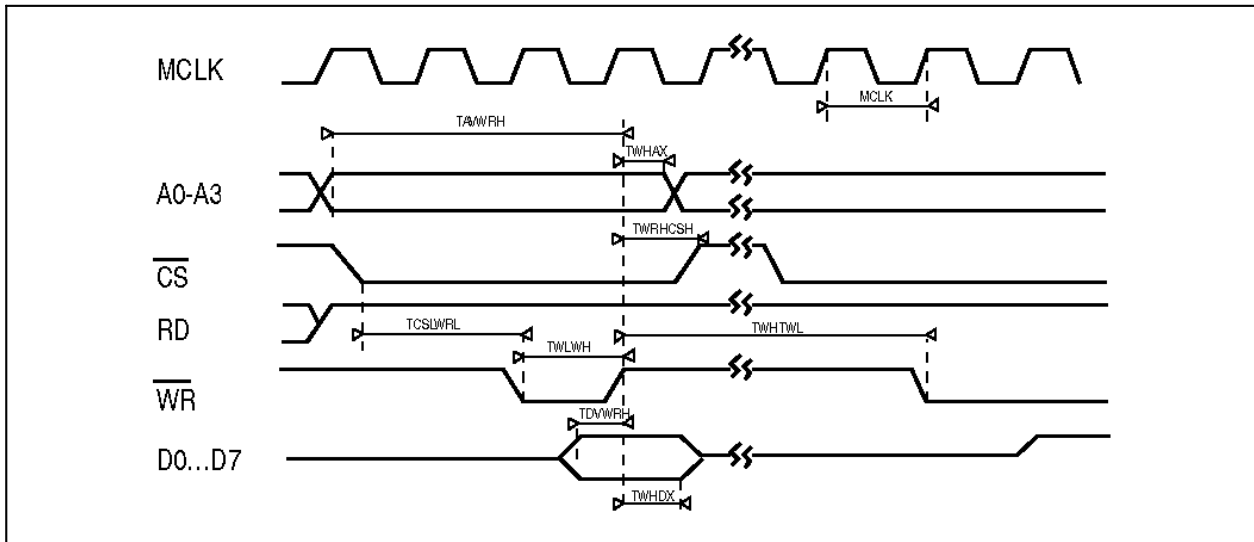 MCLK
MCLK
TAVWRH
TWHAX
A0-A3
TWRHCSH
CS
RD
TCSLWRL
TWHTWL
TWLWH
WR
TDVWRH
D0...D7
TWHDX